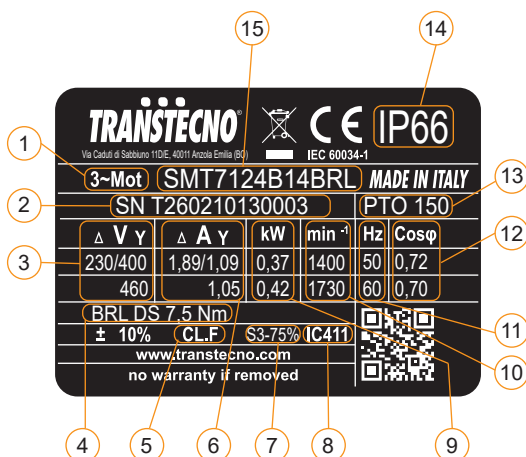 15
14
TRANSTECNO®
CE
IP66
Via Caduti di Sabbiuno 11D/E, 40011 Anzola Emilia (BO)
IEC 60034-1
1
3~Mot
SMT7124B14BRL
MADE IN ITALY
13
2
SN T260210130003
PTO 150
Δ V Y
Δ A Y
kW
min -1
Hz
Cosφ
12
3
230/400
1,89/1,09
0,37
1400
50
0,72
460
1,05
0,42
1730
60
0,70
11
BRL DS 7,5 Nm
± 10%
CL.F
S3-75%
IC411
10
www.transtecno.com
no warranty if removed
4
5
6
7
8
9